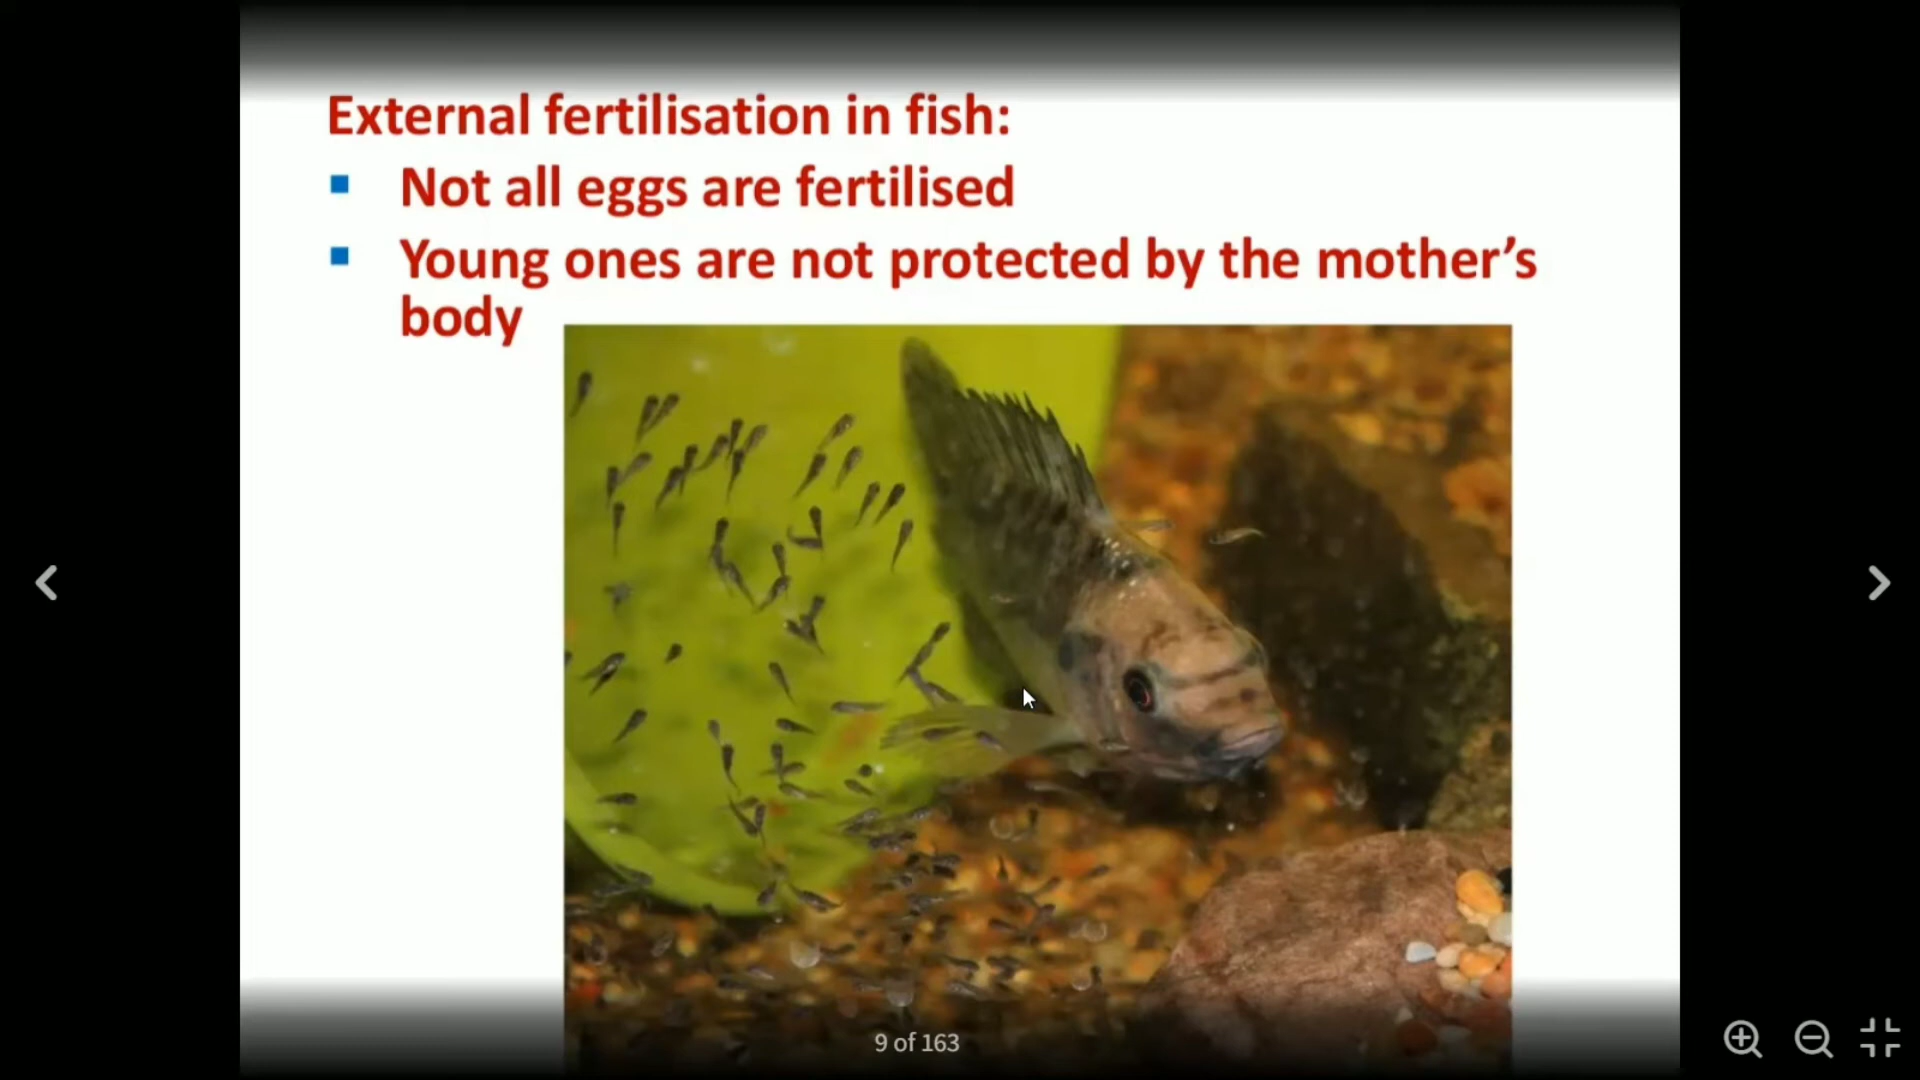 External fertilisation in fish:
▪ Not all eggs are fertilised
▪ Young ones are not protected by the mother’s
body
9 of 163